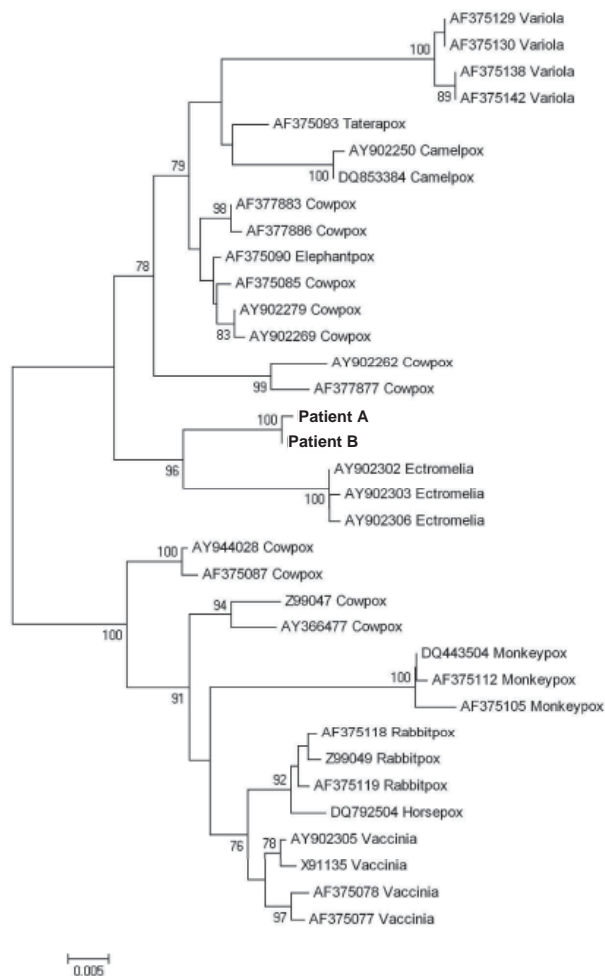 AF375129 Variola
AF375130 Variola
100
AF375138 Variola
89
AF375142 Variola
AF375093 Taterapox
AY902250 Camelpox
79
100
DQ853384 Camelpox
AF377883 Cowpox
98
AF377886 Cowpox
AF375090 Elephantpox
78
AF375085 Cowpox
AY902279 Cowpox
83
AY902269 Cowpox
AY902262 Cowpox
99
AF377877 Cowpox
100
Patient A
Patient B
96
AY902302 Ectromelia
100
AY902303 Ectromelia
AY902306 Ectromelia
100
AY944028 Cowpox
AF375087 Cowpox
94
Z99047 Cowpox
100
AY366477 Cowpox
DQ443504 Monkeypox
100
AF375112 Monkeypox
91
AF375105 Monkeypox
AF375118 Rabbitpox
Z99049 Rabbitpox
92
AF375119 Rabbitpox
DQ792504 Horsepox
76
78
AY902305 Vaccinia
X91135 Vaccinia
AF375078 Vaccinia
97
AF375077 Vaccinia
0.005